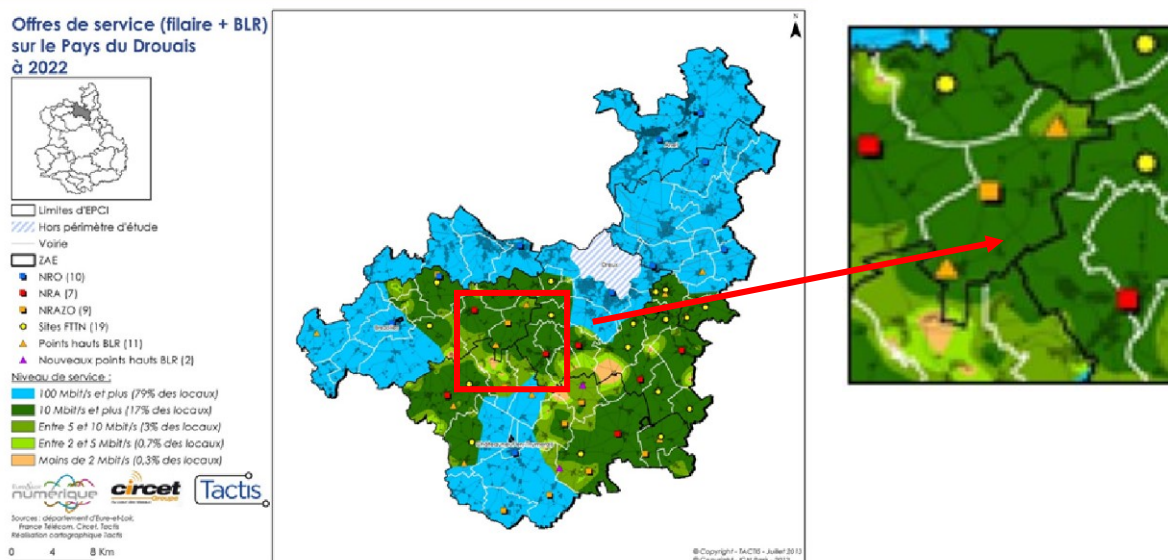 Offres de service (filaire + BLR)
sur le Pays du Drouais
à 2022
Limites d'EPCI
Hors périmètre d'étude
Voirie
ZAE
NRO (10)
NRA (7)
NRAZO (9)
Sites FTTN (19)
Points hauts BLR (11)
Nouveaux points hauts BLR (2)
Niveau de service :
100 Mbit/s et plus (79% des locaux)
10 Mbit/s et plus (17% des locaux)
Entre 5 et 10 Mbit/s (3% des locaux)
Entre 2 et 5 Mbit/s (0,7% des locaux)
Moins de 2 Mbit/s (0,3% des locaux)
numérique
circet
Groupe
Tactis
Sources : département d'Eure-et-Loir,
France Télécom, Circet, Tactis
Réalisation cartographique Tactis
0 4 8 Km
N
Anet
Dreux
© Copyright - TACTIS - Juillet 2013